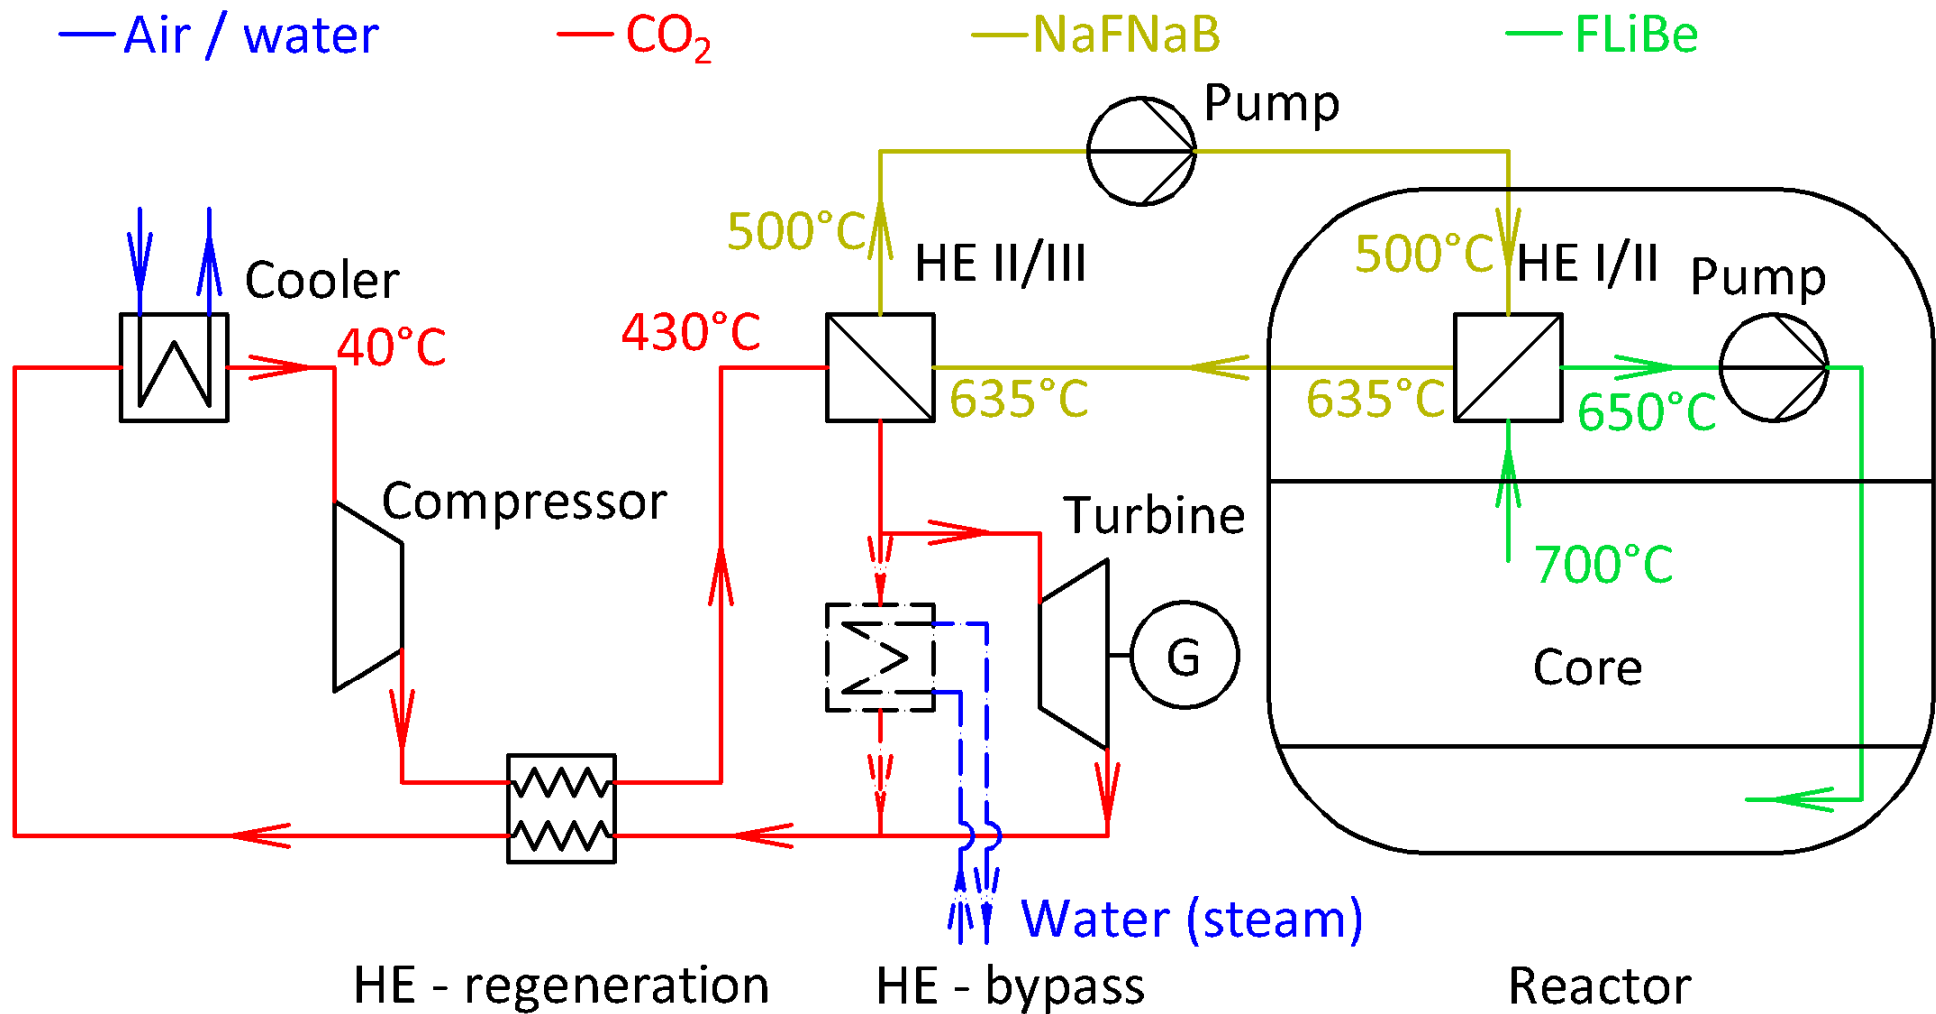 Air / water
CO₂
NaFNaB
FLiBe
Pump
500°C
HE II/III
500°C
HE I/II
Pump
Cooler
40°C
430°C
635°C
635°C
650°C
Compressor
Turbine
700°C
G
Core
Water (steam)
HE - regeneration
HE - bypass
Reactor